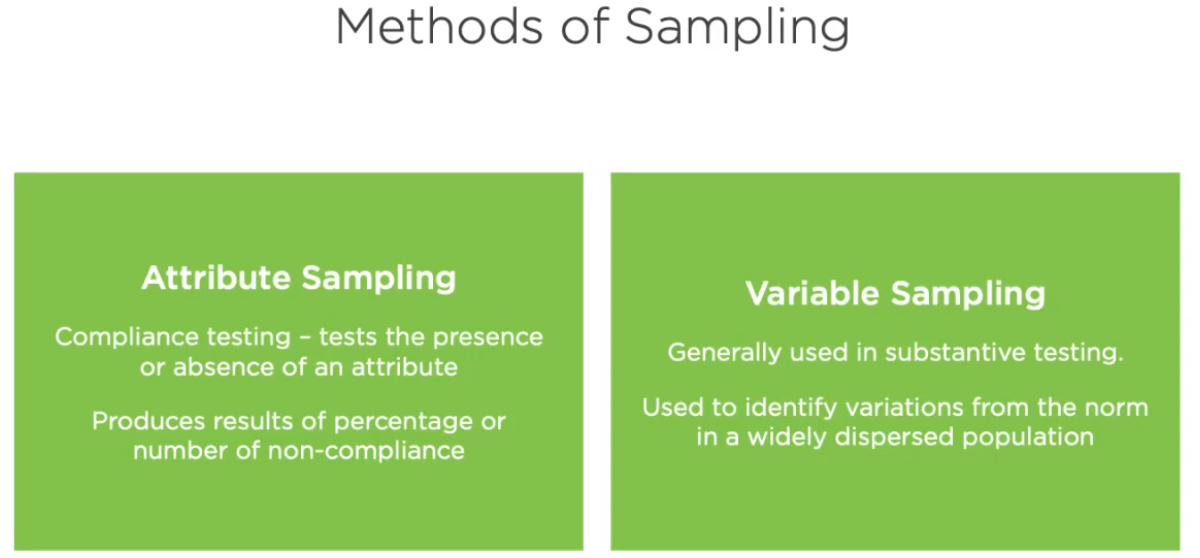 Methods of Sampling
Attribute Sampling
Compliance testing – tests the presence
or absence of an attribute
Produces results of percentage or
number of non-compliance
Variable Sampling
Generally used in substantive testing.
Used to identify variations from the norm
in a widely dispersed population